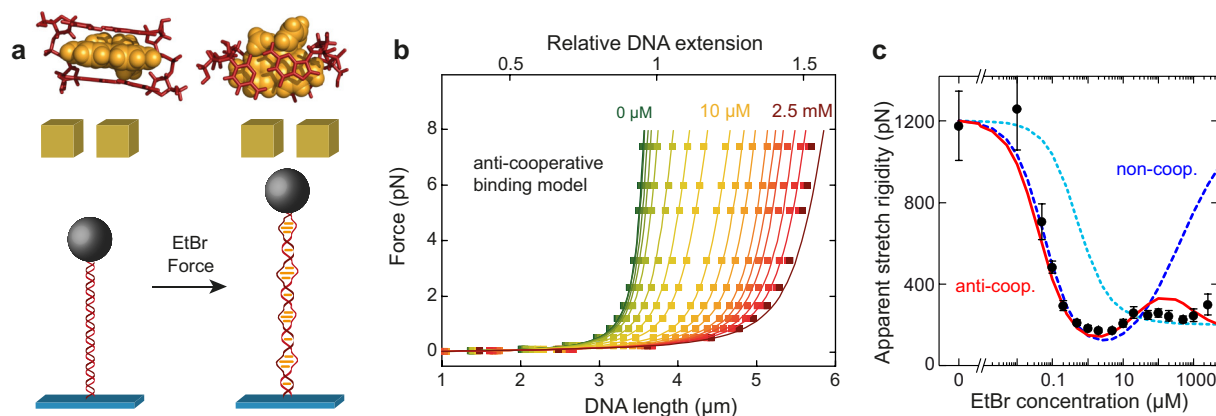 a
EtBr
Force
b
Relative DNA extension
0.5
1
1.5
Force (pN)
8
6
4
2
0
0 µM
10 µM
2.5 mM
anti-cooperative
binding model
1
2
3
4
5
6
DNA length (µm)
c
Apparent stretch rigidity (pN)
1200
800
400
0
non-coop.
anti-coop.
0
0.1
10
1000
EtBr concentration (µM)